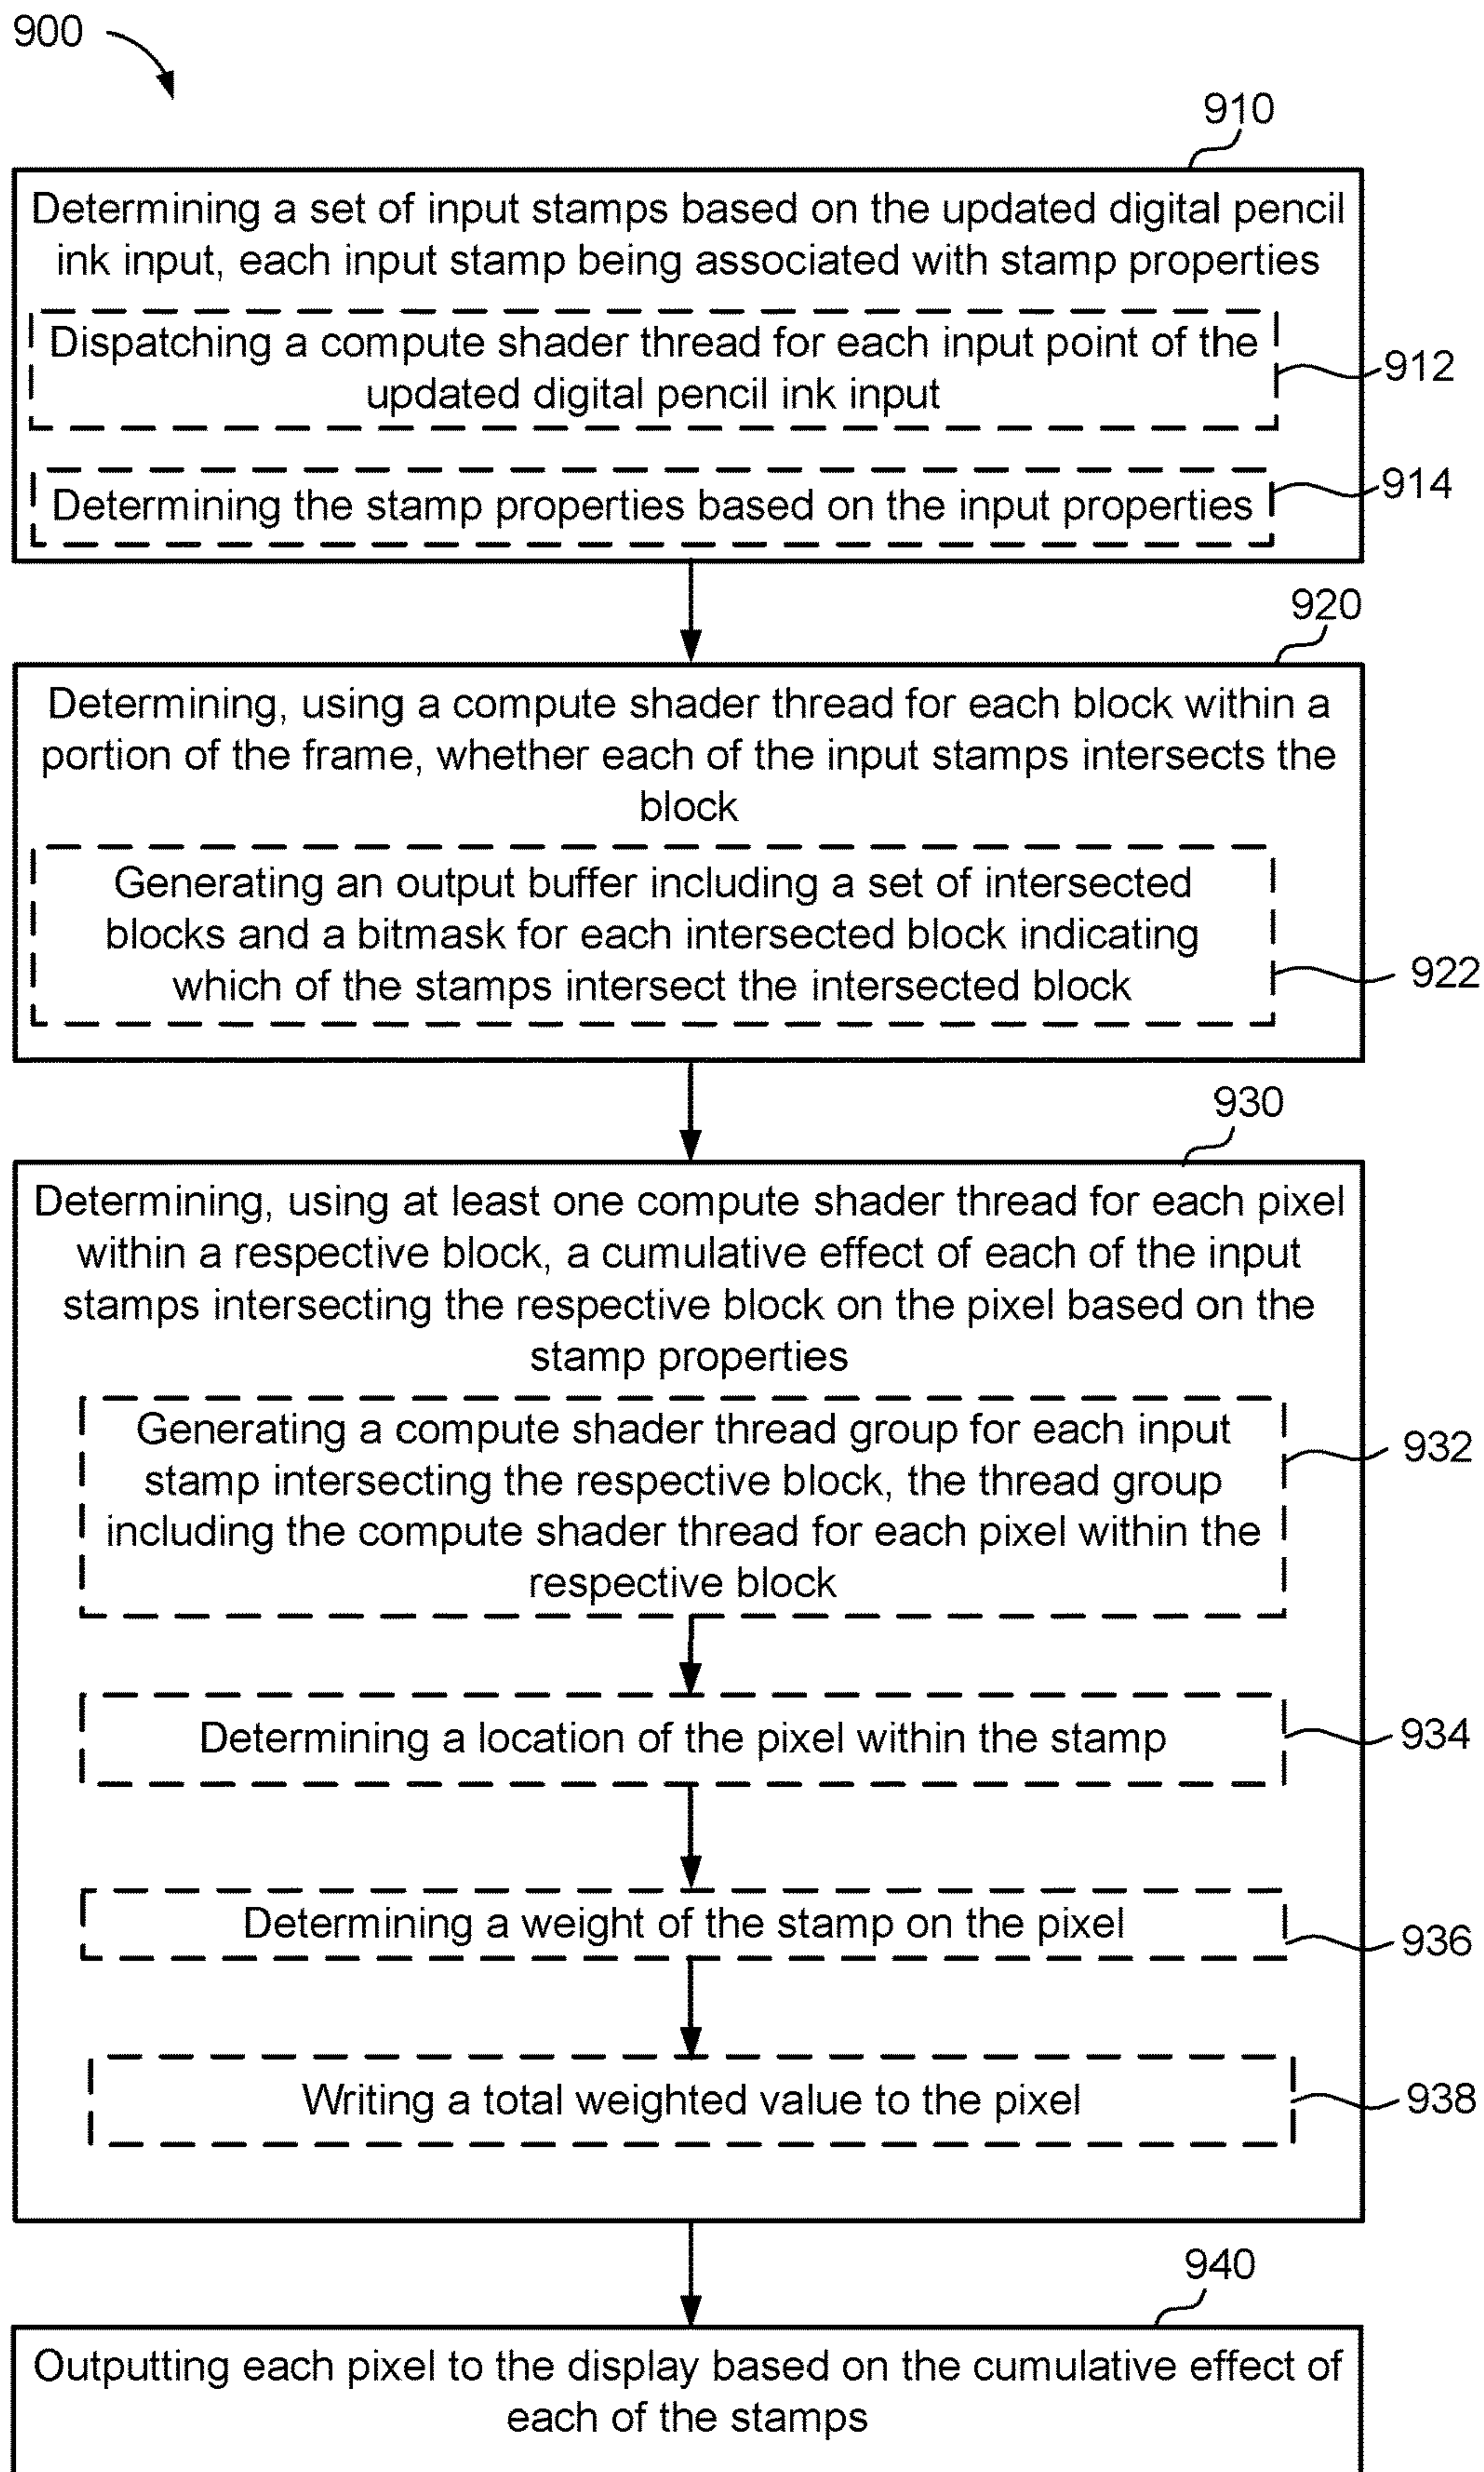 900
910
Determining a set of input stamps based on the updated digital pencil
ink input, each input stamp being associated with stamp properties
Dispatching a compute shader thread for each input point of the
updated digital pencil ink input
912
Determining the stamp properties based on the input properties
914
920
Determining, using a compute shader thread for each block within a
portion of the frame, whether each of the input stamps intersects the
block
Generating an output buffer including a set of intersected
blocks and a bitmask for each intersected block indicating
which of the stamps intersect the intersected block
922
930
Determining, using at least one compute shader thread for each pixel
within a respective block, a cumulative effect of each of the input
stamps intersecting the respective block on the pixel based on the
stamp properties
Generating a compute shader thread group for each input
stamp intersecting the respective block, the thread group
including the compute shader thread for each pixel within the
respective block
932
Determining a location of the pixel within the stamp
934
Determining a weight of the stamp on the pixel
936
Writing a total weighted value to the pixel
938
940
Outputting each pixel to the display based on the cumulative effect of
each of the stamps